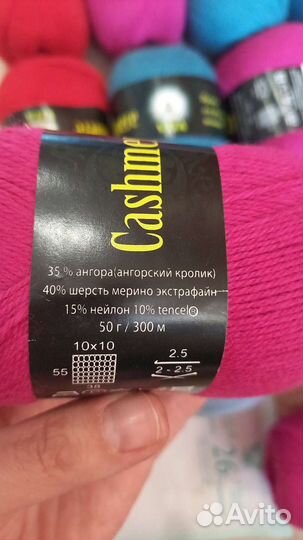 Cashme
35 % ангора(ангорский кролик)
40% шерсть мерино экстрафайн
15% нейлон 10% tencel
50 г / 300 м
10x10
2.5
55
2 - 2.5
38
Avito